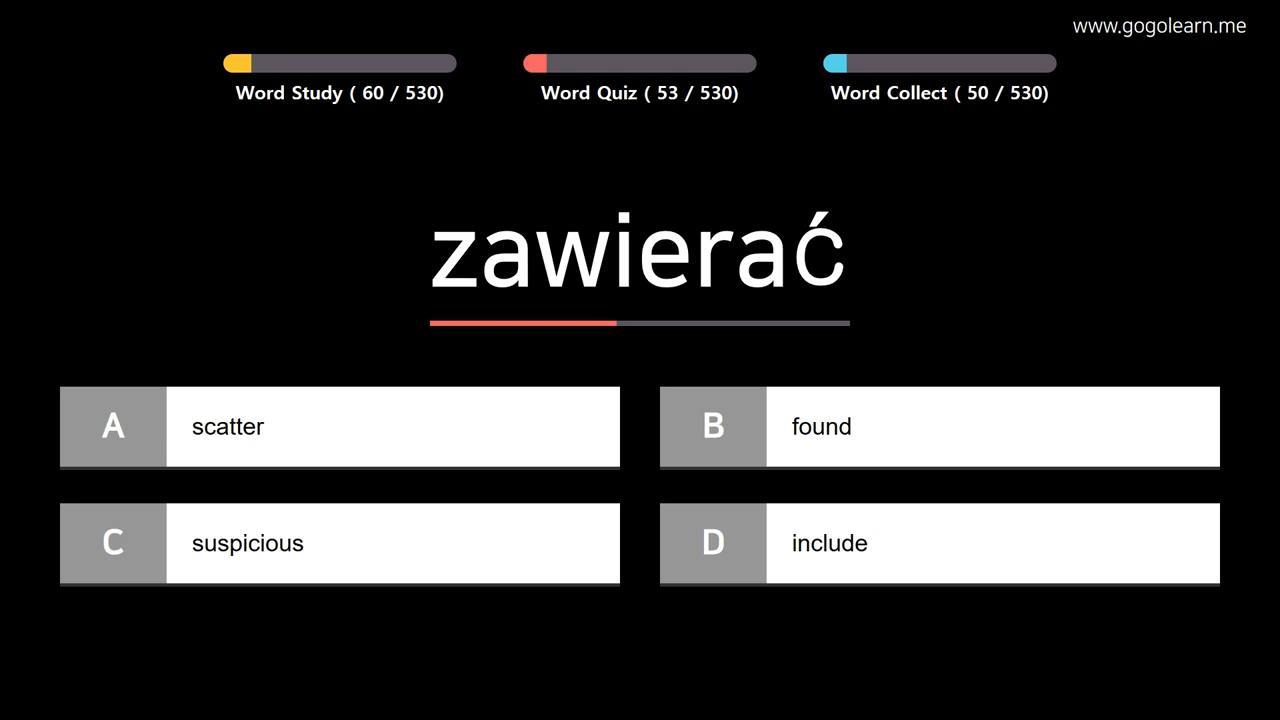 www.gogolearn.me
Word Study ( 60 / 530)
Word Quiz ( 53 / 530)
Word Collect ( 50 / 530)
zawierać
A scatter
B found
C suspicious
D include